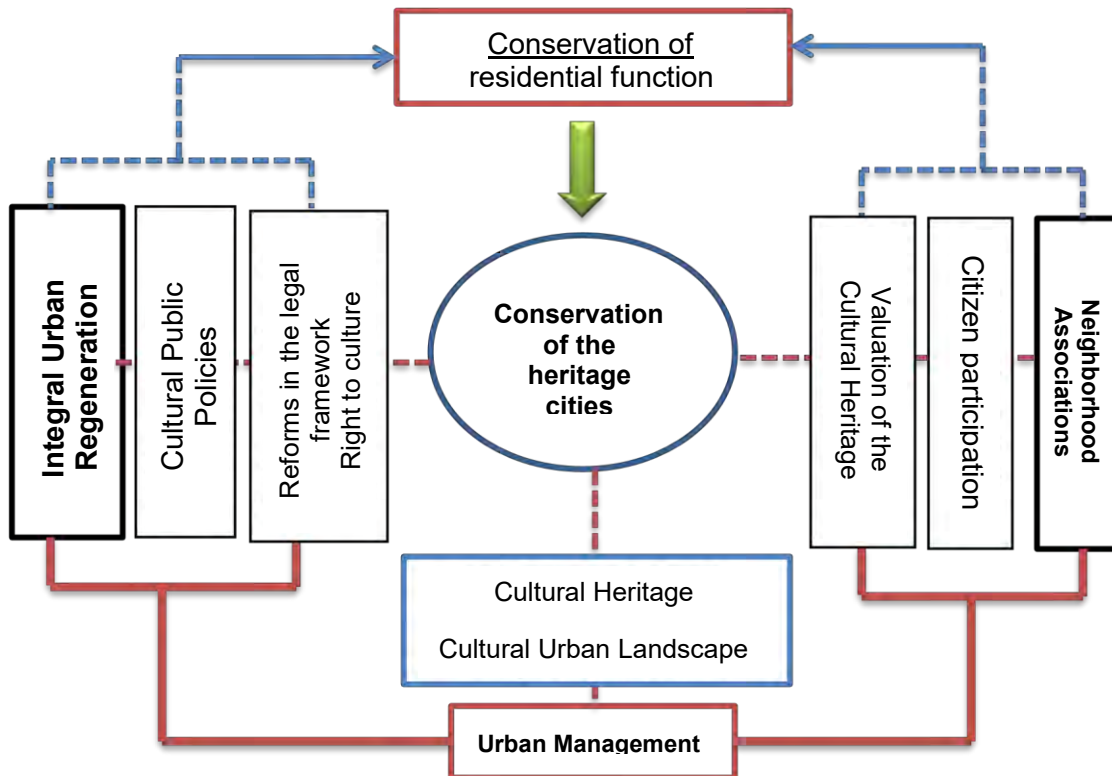 Conservation of
residential function
Integral Urban
Regeneration
Cultural Public
Policies
Reforms in the legal
framework
Right to culture
Conservation
of the
heritage
cities
Valuation of the
Cultural Heritage
Citizen participation
Neighborhood
Associations
Cultural Heritage
Cultural Urban Landscape
Urban Management